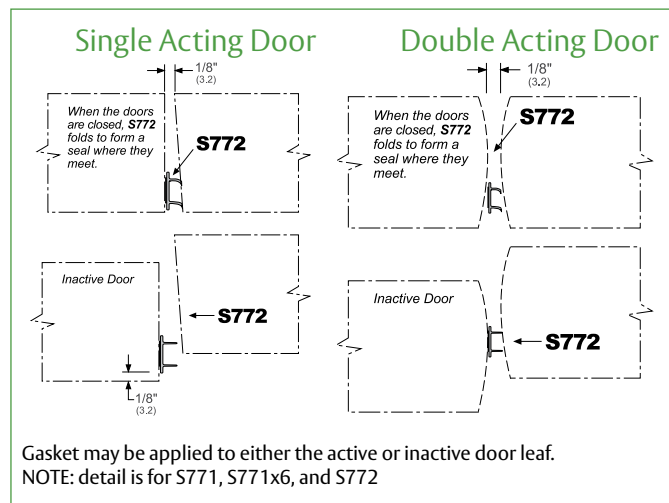 Single Acting Door
Double Acting Door
1/8"
(3.2)
When the doors
are closed, S772
folds to form a
seal where they
meet.
S772
1/8"
(3.2)
When the doors
are closed, S772
folds to form a
seal where they
meet.
S772
Inactive Door
S772
1/8"
(3.2)
Inactive Door
S772
Gasket may be applied to either the active or inactive door leaf.
NOTE: detail is for S771, S771x6, and S772